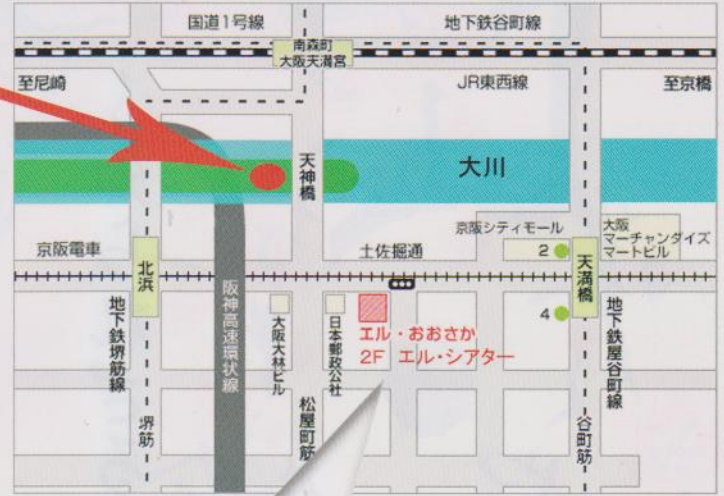 国道1号線
地下鉄谷町線
南森町
大阪天満宮
至尼崎
JR東西線
至京橋
天神橋
大川
京阪電車
北浜
土佐掘通
京阪シティモール
2
天満橋
大阪
マーチャンダイズ
マートビル
地下鉄堺筋線
阪神高速環状線
大阪大林ビル
日本郵政公社
エル・おおさか
2F エル・シアター
4
地下鉄屋谷町線
堺筋
松屋町筋
谷町筋